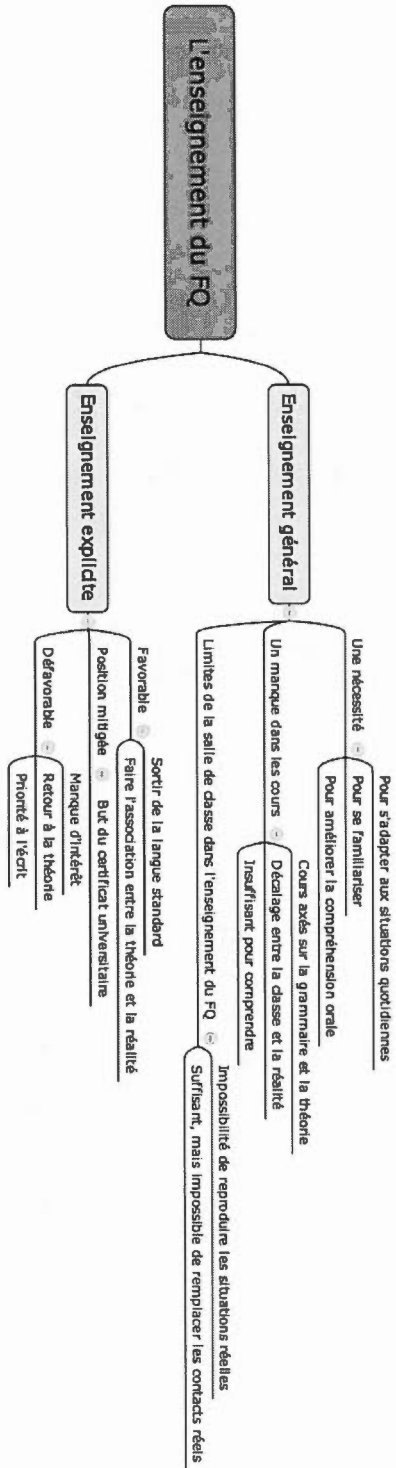 L'enseignement du FQ
Enseignement général
Une nécessité
Pour s'adapter aux situations quotidiennes
Pour se familiariser
Pour améliorer la compréhension orale
Un manque dans les cours
Cours axés sur la grammaire et la théorie
Décalage entre la classe et la réalité
Insuffisant pour comprendre
Limites de la salle de classe dans l'enseignement du FQ
Impossibilité de reproduire les situations réelles
Suffisant, mais impossible de remplacer les contacts réels
Enseignement explicite
Favorable
Sortir de la langue standard
Faire l'association entre la théorie et la réalité
Position mitigée
But du certificat universitaire
Défavorable
Manque d'intérêt
Retour à la théorie
Priorité à l'écrit